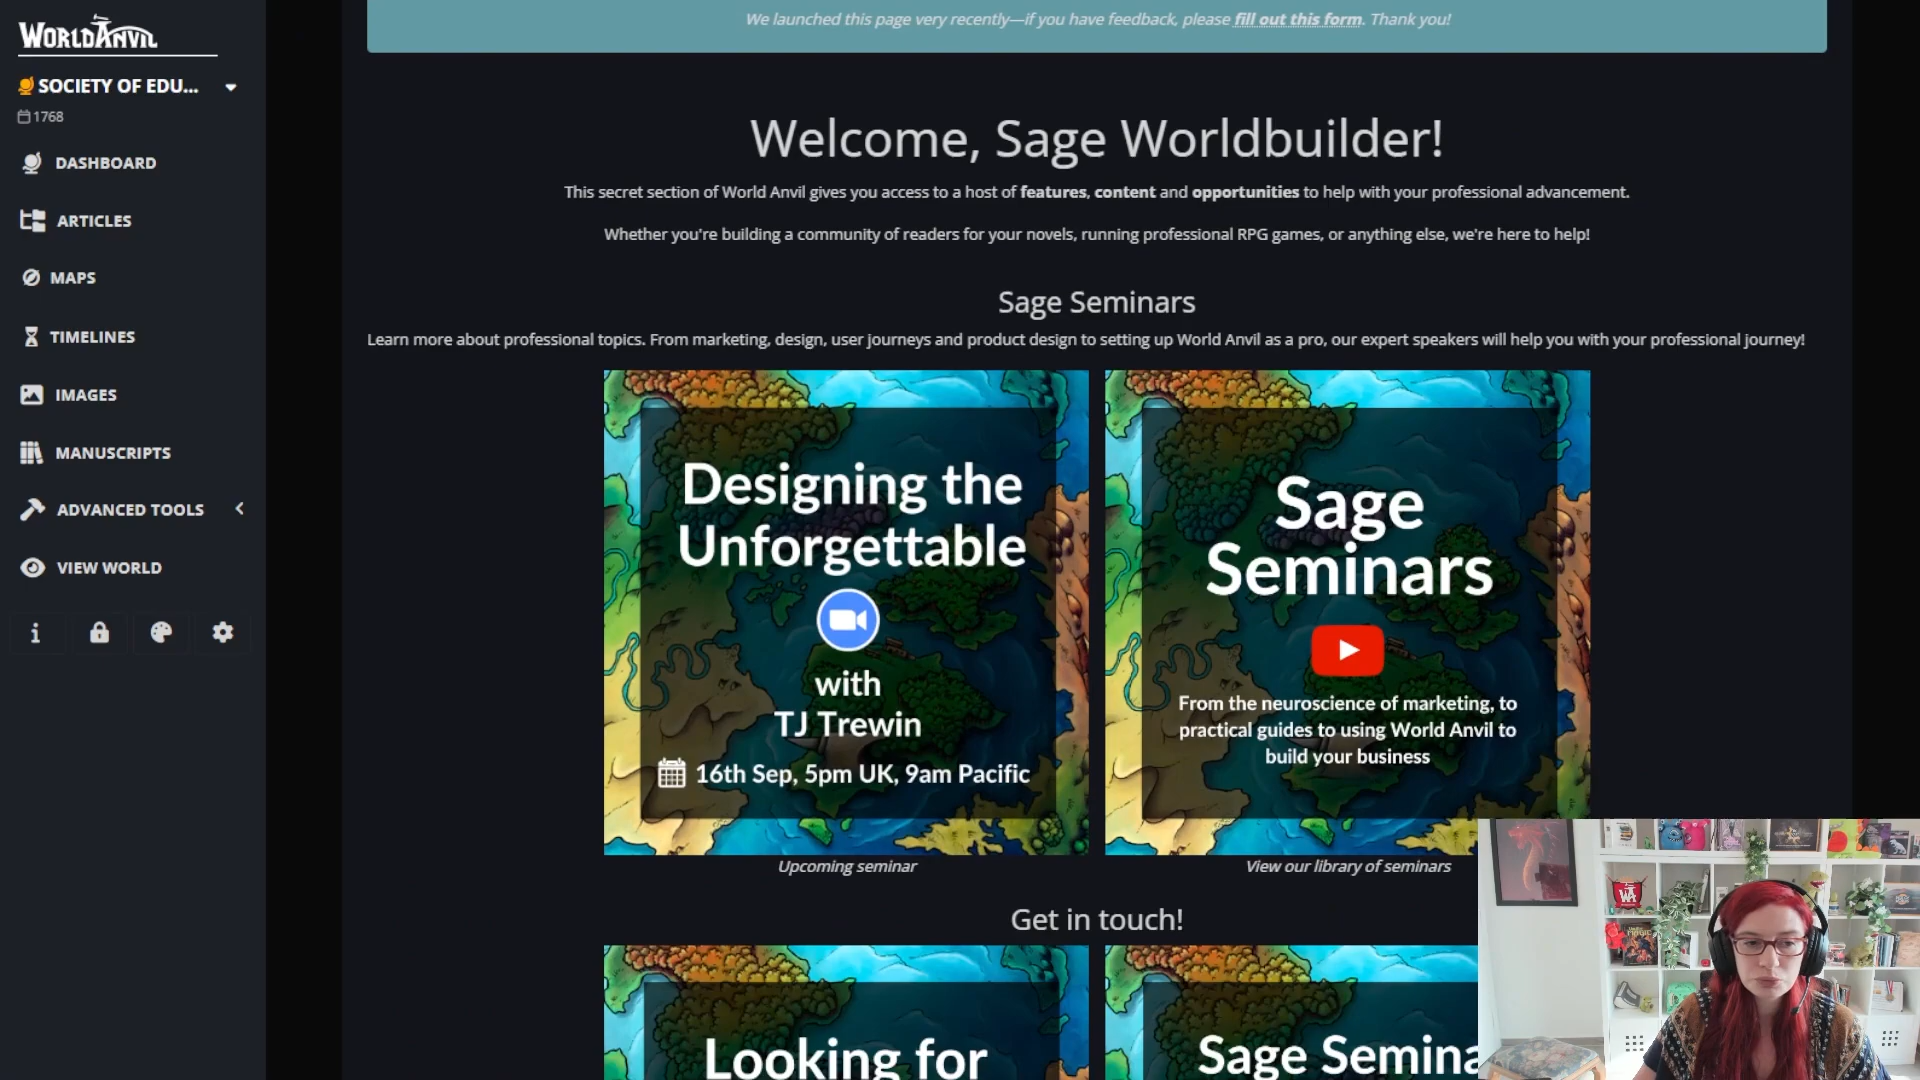 We launched this page very recently—if you have feedback, please fill out this form. Thank you!
WORLDANVIL
SOCIETY OF EDU...
1768
DASHBOARD
ARTICLES
MAPS
TIMELINES
IMAGES
MANUSCRIPTS
ADVANCED TOOLS
VIEW WORLD
Welcome, Sage Worldbuilder!
This secret section of World Anvil gives you access to a host of features, content and opportunities to help with your professional advancement.
Whether you're building a community of readers for your novels, running professional RPG games, or anything else, we're here to help!
Sage Seminars
Learn more about professional topics. From marketing, design, user journeys and product design to setting up World Anvil as a pro, our expert speakers will help you with your professional journey!
Designing the
Unforgettable
with
TJ Trewin
16th Sep, 5pm UK, 9am Pacific
Upcoming seminar
Sage
Seminars
From the neuroscience of marketing, to
practical guides to using World Anvil to
build your business
View our library of seminars
Get in touch!
Looking for
Sage Semina